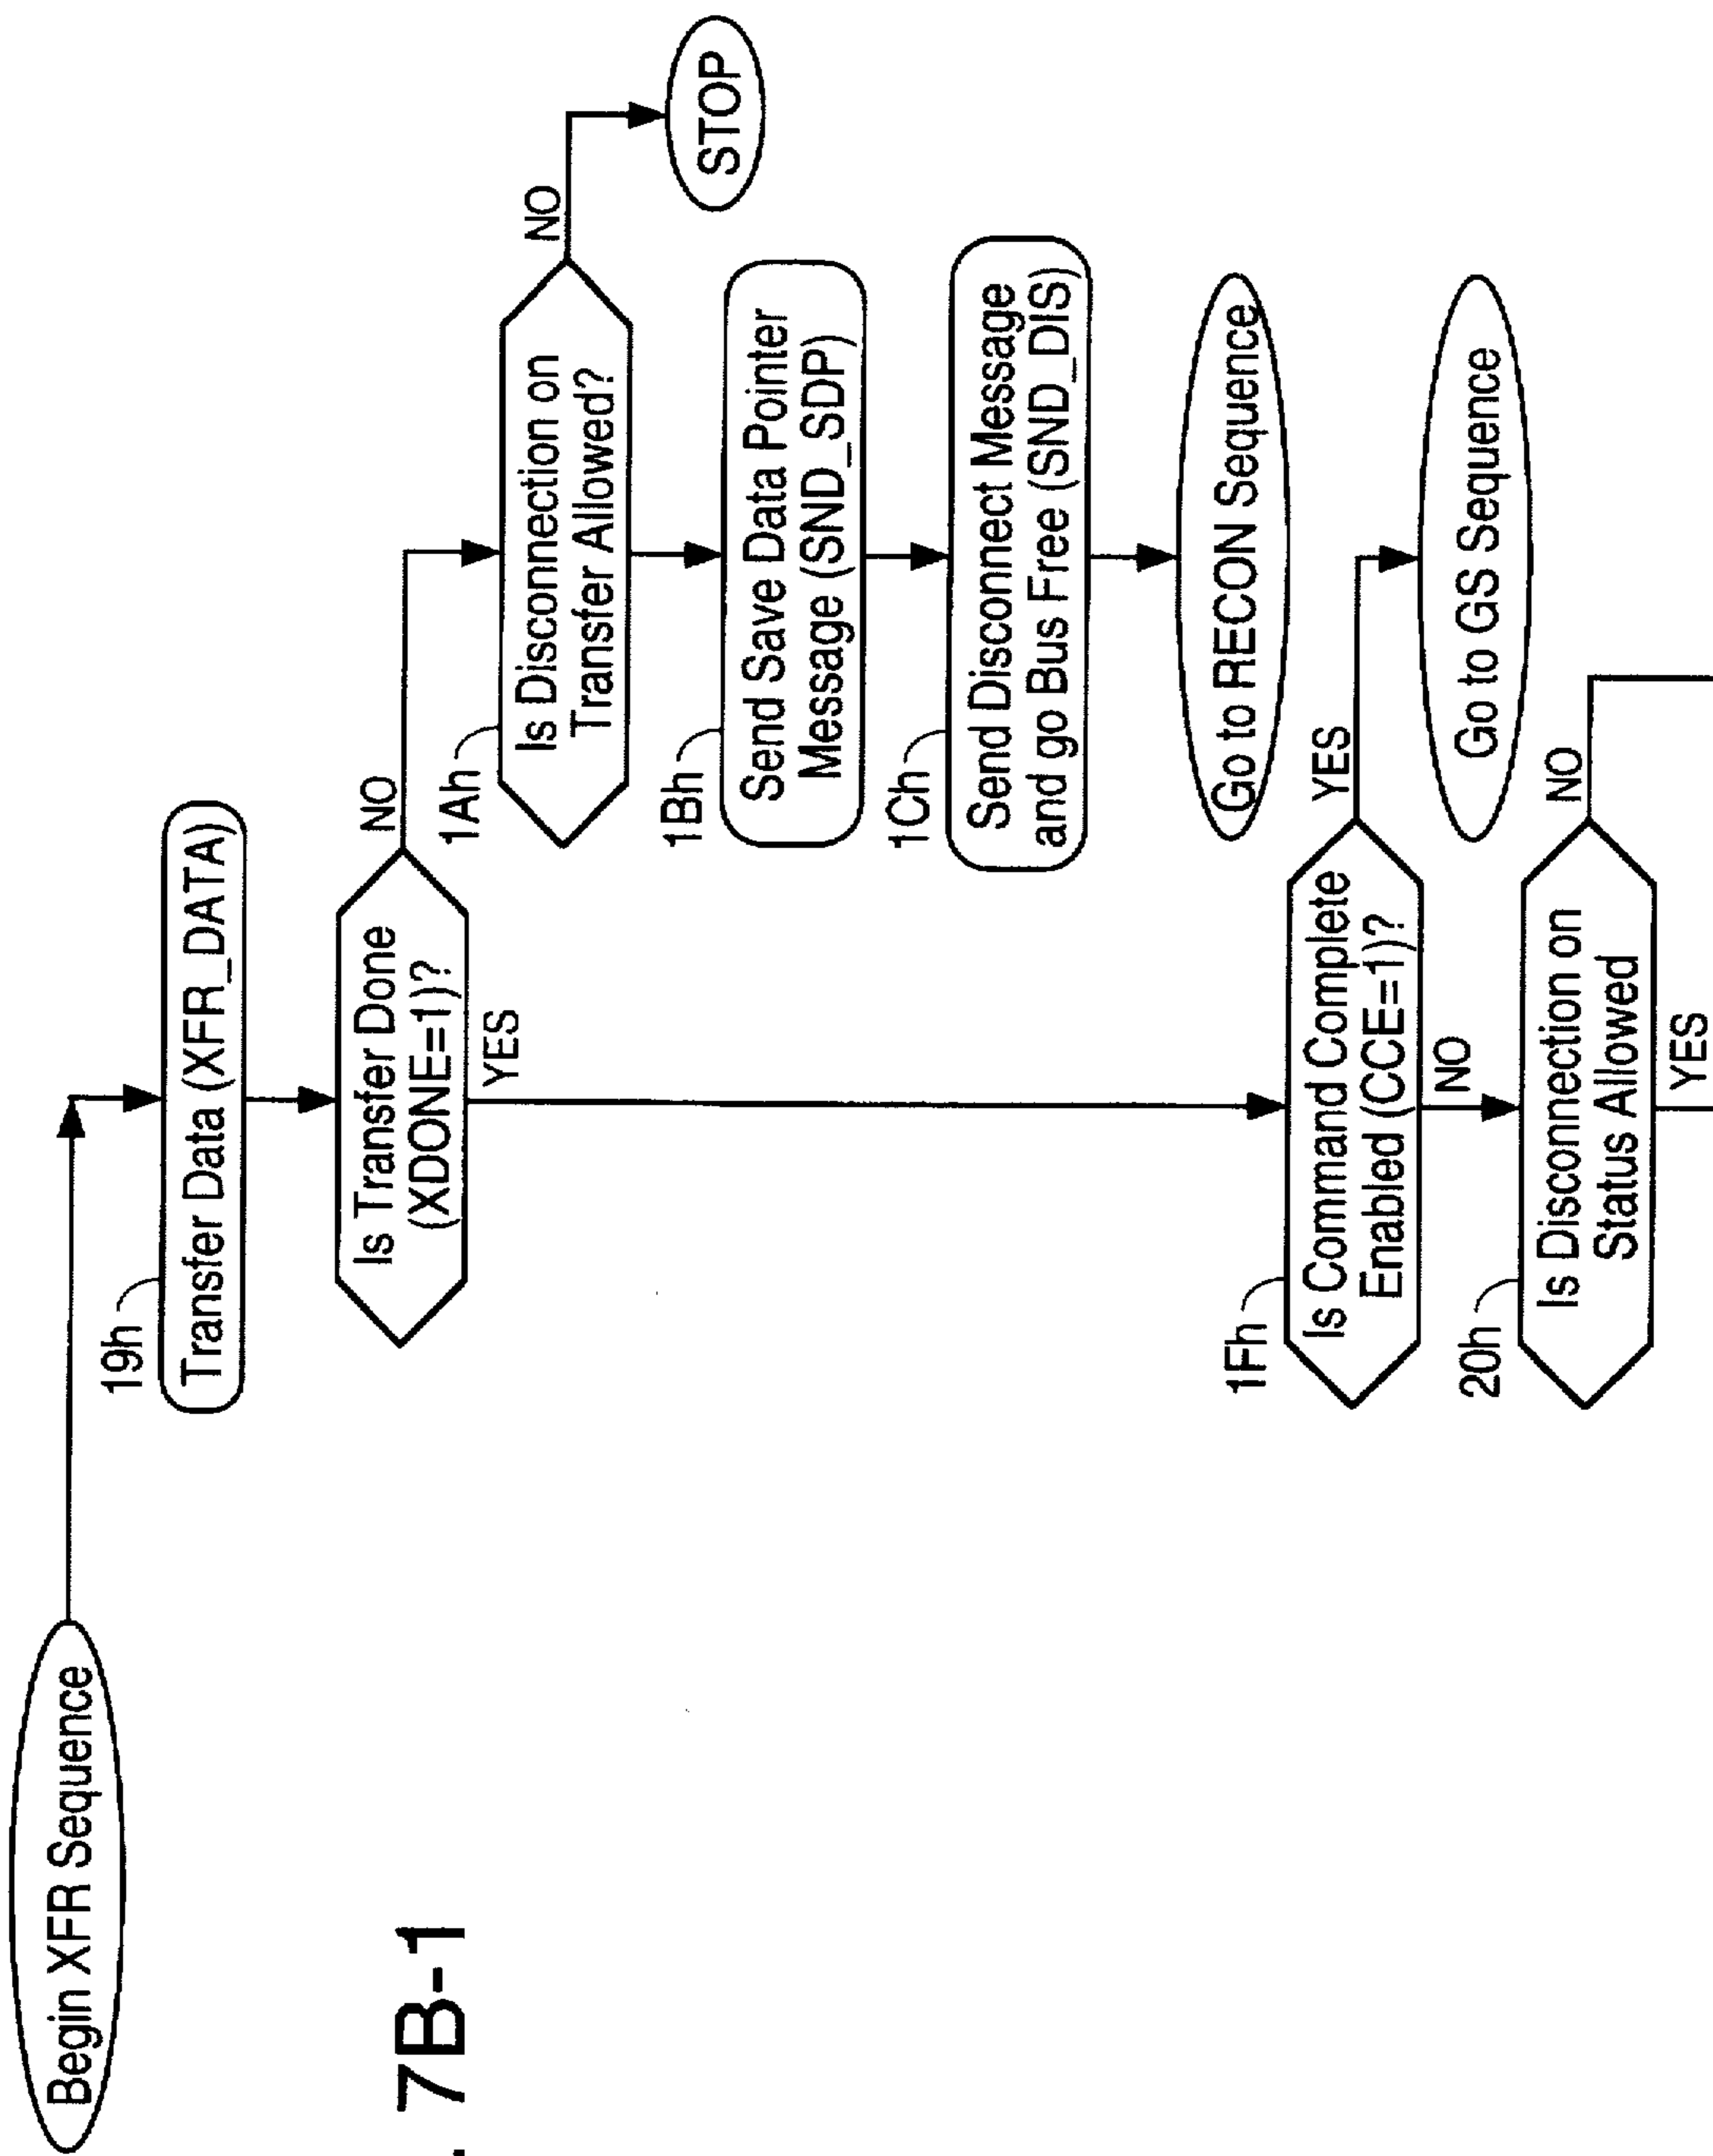 Begin XFR Sequence
19h
Transfer Data (XFR_DATA)
Is Transfer Done
(XDONE=1)?
NO
YES
1Ah
Is Disconnection on
Transfer Allowed?
NO
STOP
1Bh
Send Save Data Pointer
Message (SND_SDP)
1Ch
Send Disconnect Message
and go Bus Free (SND_DIS)
Go to RECON Sequence
1Fh
Is Command Complete
Enabled (CCE=1)?
YES
NO
Go to GS Sequence
20h
Is Disconnection on
Status Allowed
NO
YES
. 7B-1